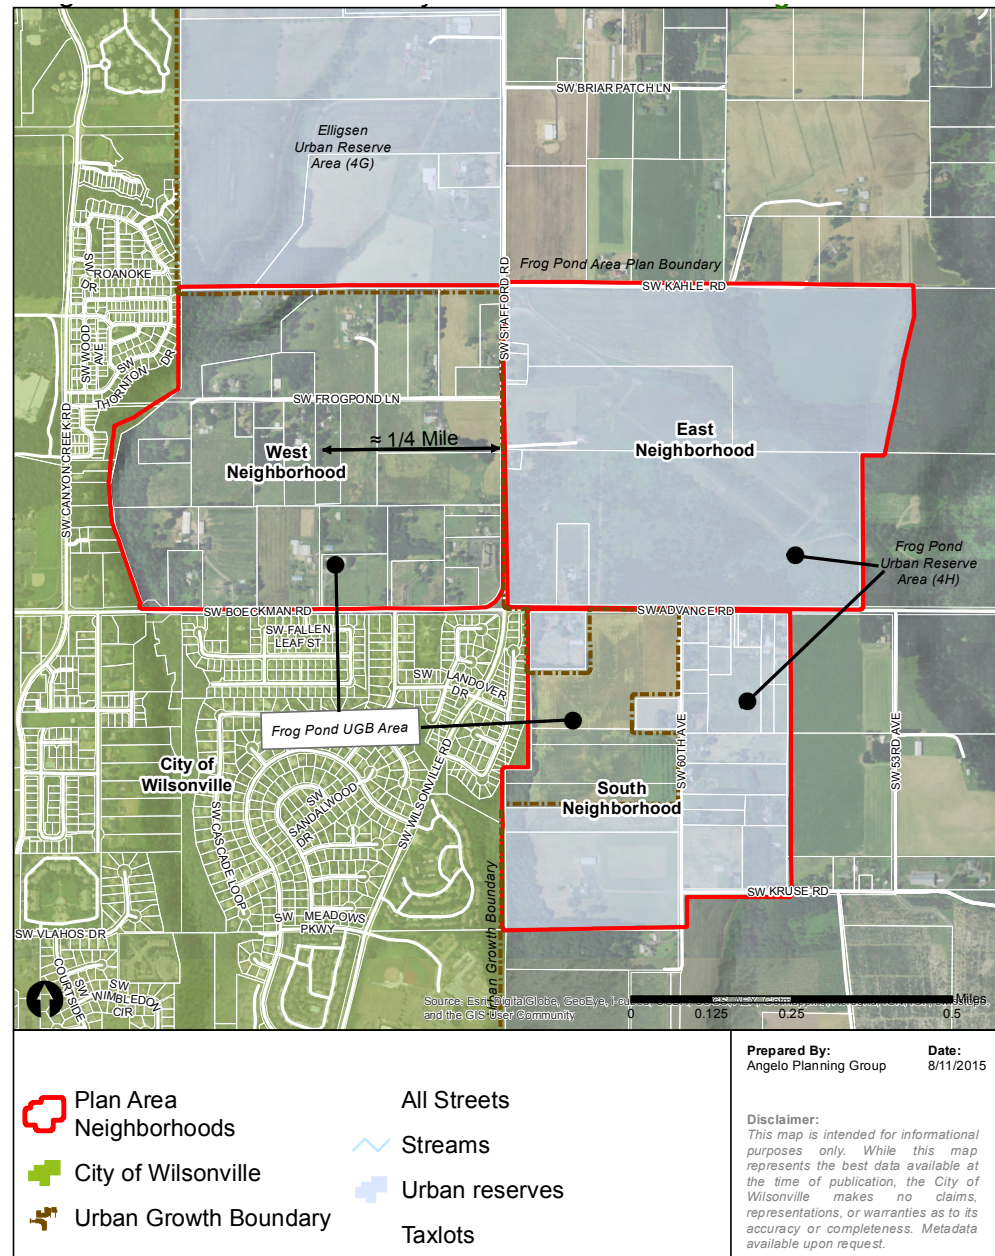 SW BRIAR PATCH LN
Elligsen
Urban Reserve
Area (4G)
SW
ROANOKE
DR
Frog Pond Area Plan Boundary
SW STAFFORD RD
SW KAHLE RD
SW WOOD
AVE
SW
THORNTON
DR
SW FROGPOND LN
SW CANYON CREEK RD
≈ 1/4 Mile
West
Neighborhood
East
Neighborhood
Frog Pond
Urban Reserve
Area (4H)
SW BOECKMAN RD
SW ADVANCE RD
SW FALLEN
LEAF ST
SW LANDOVER
DR
Frog Pond UGB Area
City of
Wilsonville
SW 60TH AVE
SW 53RD AVE
SW WILSONVILLE RD
SW
SANDALWOOD
DR
SW CASCADE LOOP
South
Neighborhood
SW KRUSE RD
Urban Growth Boundary
SW MEADOWS
PKWY
SW VLAHOS DR
COURTSIDE
SW
WIMBLEDON
CIR
SW
Source: Esri, DigitalGlobe, GeoEye,
and the GIS User Community
Miles
0 0.125 0.25 0.5
Plan Area
Neighborhoods
City of Wilsonville
Urban Growth Boundary
All Streets
Streams
Urban reserves
Taxlots
Prepared By:
Angelo Planning Group
Date:
8/11/2015
Disclaimer:
This map is intended for informational
purposes only. While this map
represents the best data available at
the time of publication, the City of
Wilsonville makes no claims,
representations, or warranties as to its
accuracy or completeness. Metadata
available upon request.